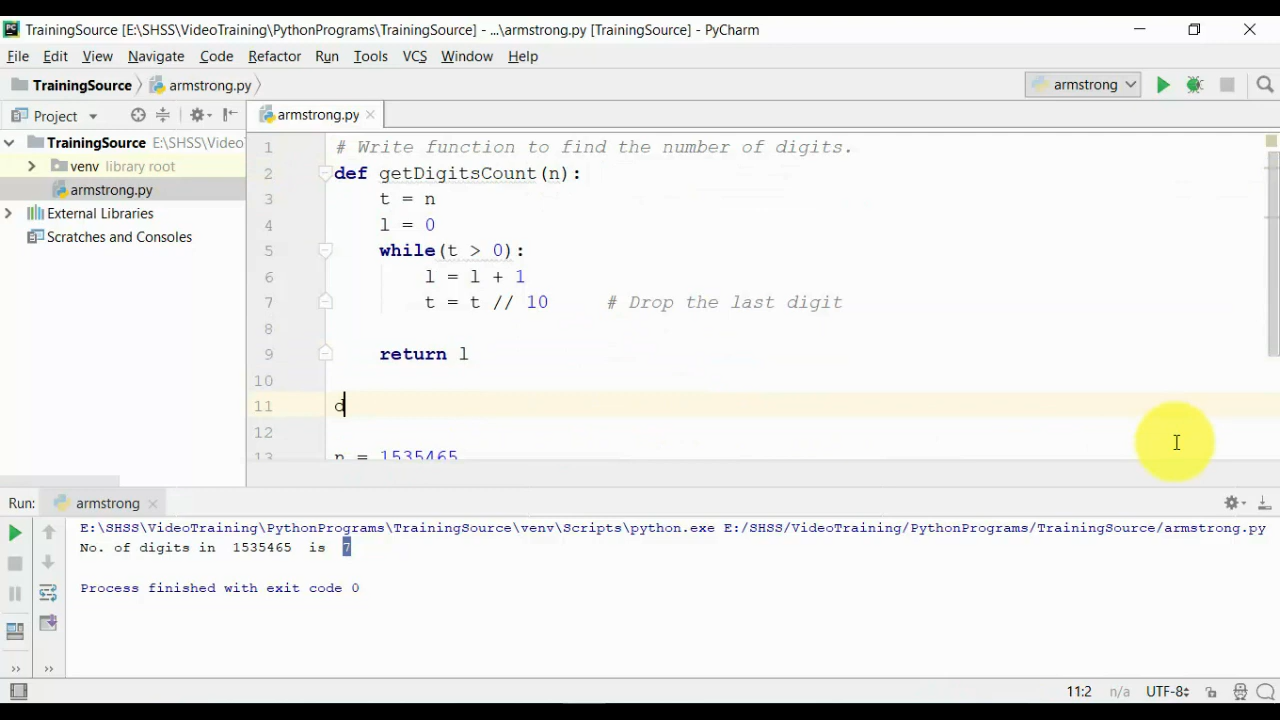 TrainingSource [E:\SHSS\VideoTraining\PythonPrograms\TrainingSource] - ...\armstrong.py [TrainingSource] - PyCharm
File Edit View Navigate Code Refactor Run Tools VCS Window Help
TrainingSource armstrong.py armstrong
Project armstrong.py
TrainingSource E:\SHSS\Video
venv library root
armstrong.py
External Libraries
Scratches and Consoles
1 # Write function to find the number of digits.
2 def getDigitsCount(n):
3 t = n
4 l = 0
5 while(t > 0):
6 l = l + 1
7 t = t // 10 # Drop the last digit
8
9 return l
10
11 d
12
13 n = 1535465
Run: armstrong
E:\SHSS\VideoTraining\PythonPrograms\TrainingSource\venv\Scripts\python.exe E:/SHSS/VideoTraining/PythonPrograms/TrainingSource/armstrong.py
No. of digits in 1535465 is 7
Process finished with exit code 0
11:2 n/a UTF-8